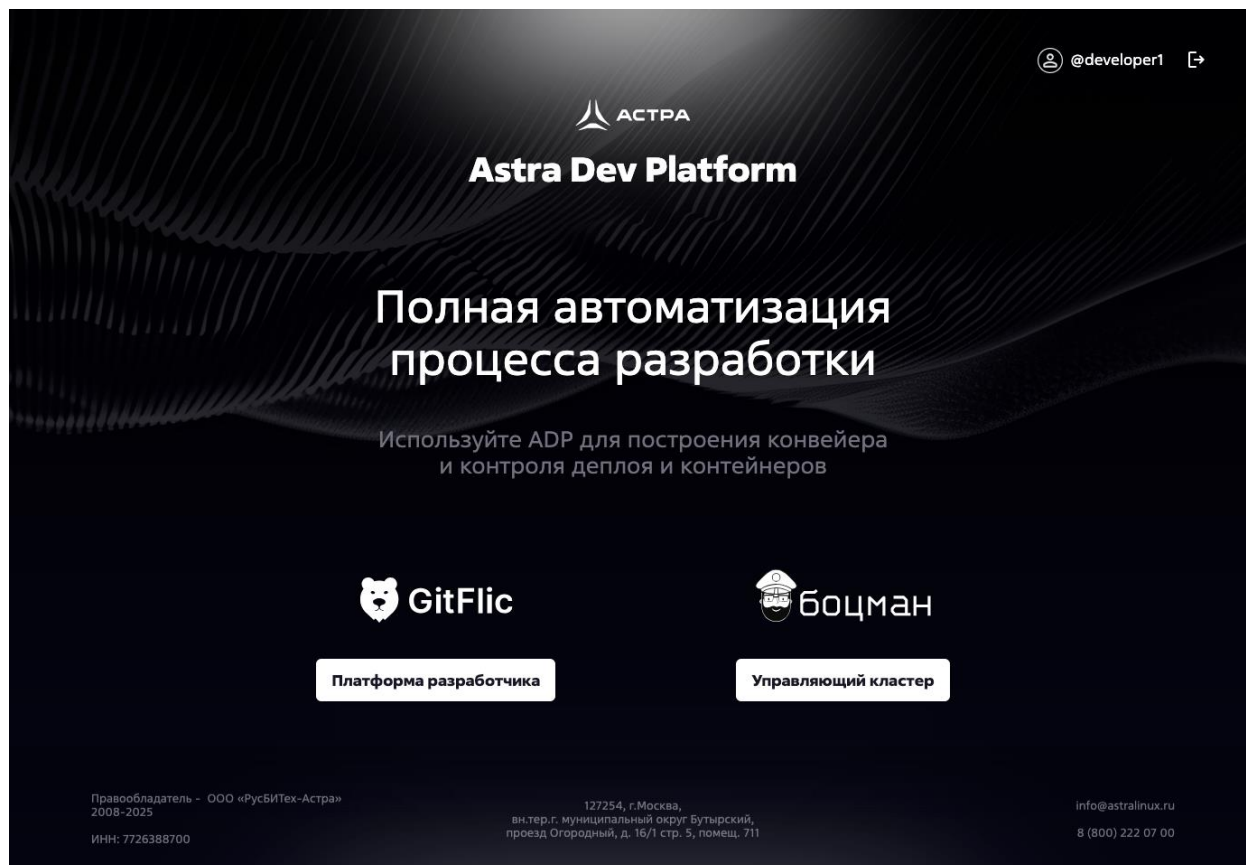 @developer1
АСТРА
Astra Dev Platform
Полная автоматизация
процесса разработки
Используйте ADP для построения конвейера
и контроля деплоя и контейнеров
GitFlic
боцман
Платформа разработчика
Управляющий кластер
Правообладатель - ООО «РусБИТех-Астра»
2008-2025
ИНН: 7726388700
127254, г.Москва,
вн.тер.г. муниципальный округ Бутырский,
проезд Огородный, д. 16/1 стр. 5, помещ. 711
info@astralinux.ru
8 (800) 222 07 00